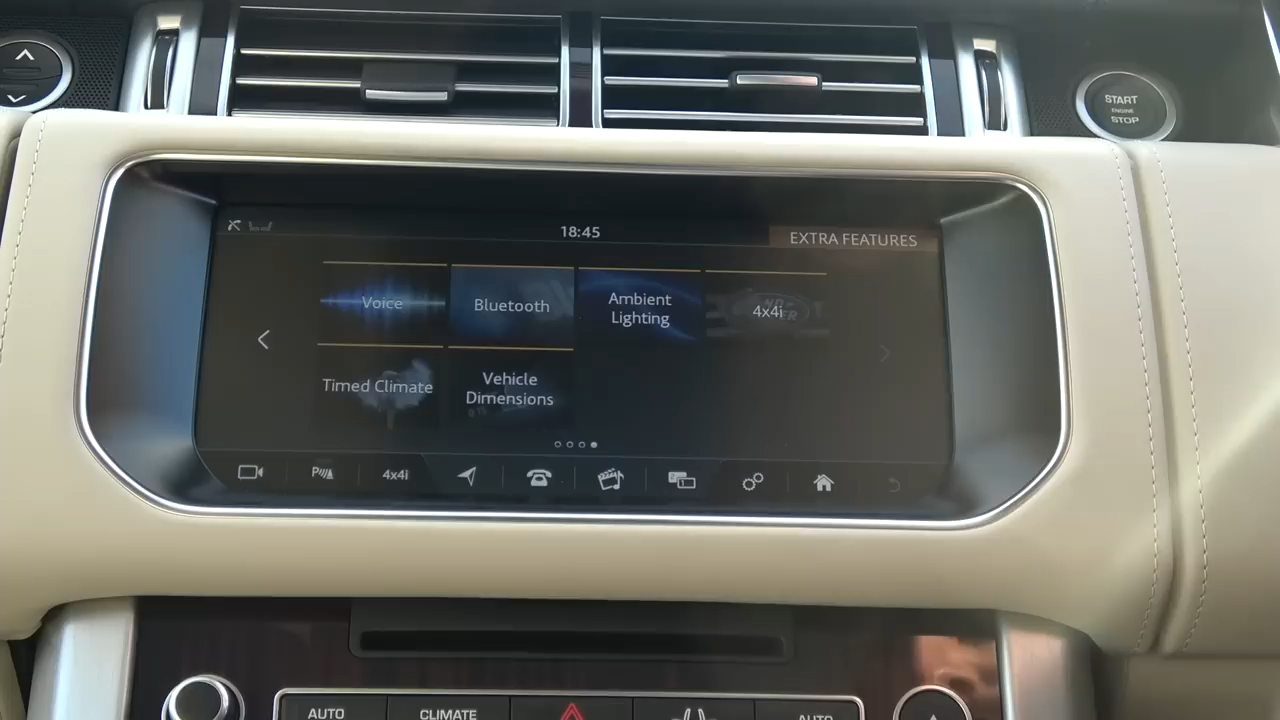 START
ENGINE
STOP
18:45
EXTRA FEATURES
Voice
Bluetooth
Ambient
Lighting
4x4i
Timed Climate
Vehicle
Dimensions
4x4i
AUTO
CLIMATE
AUTO